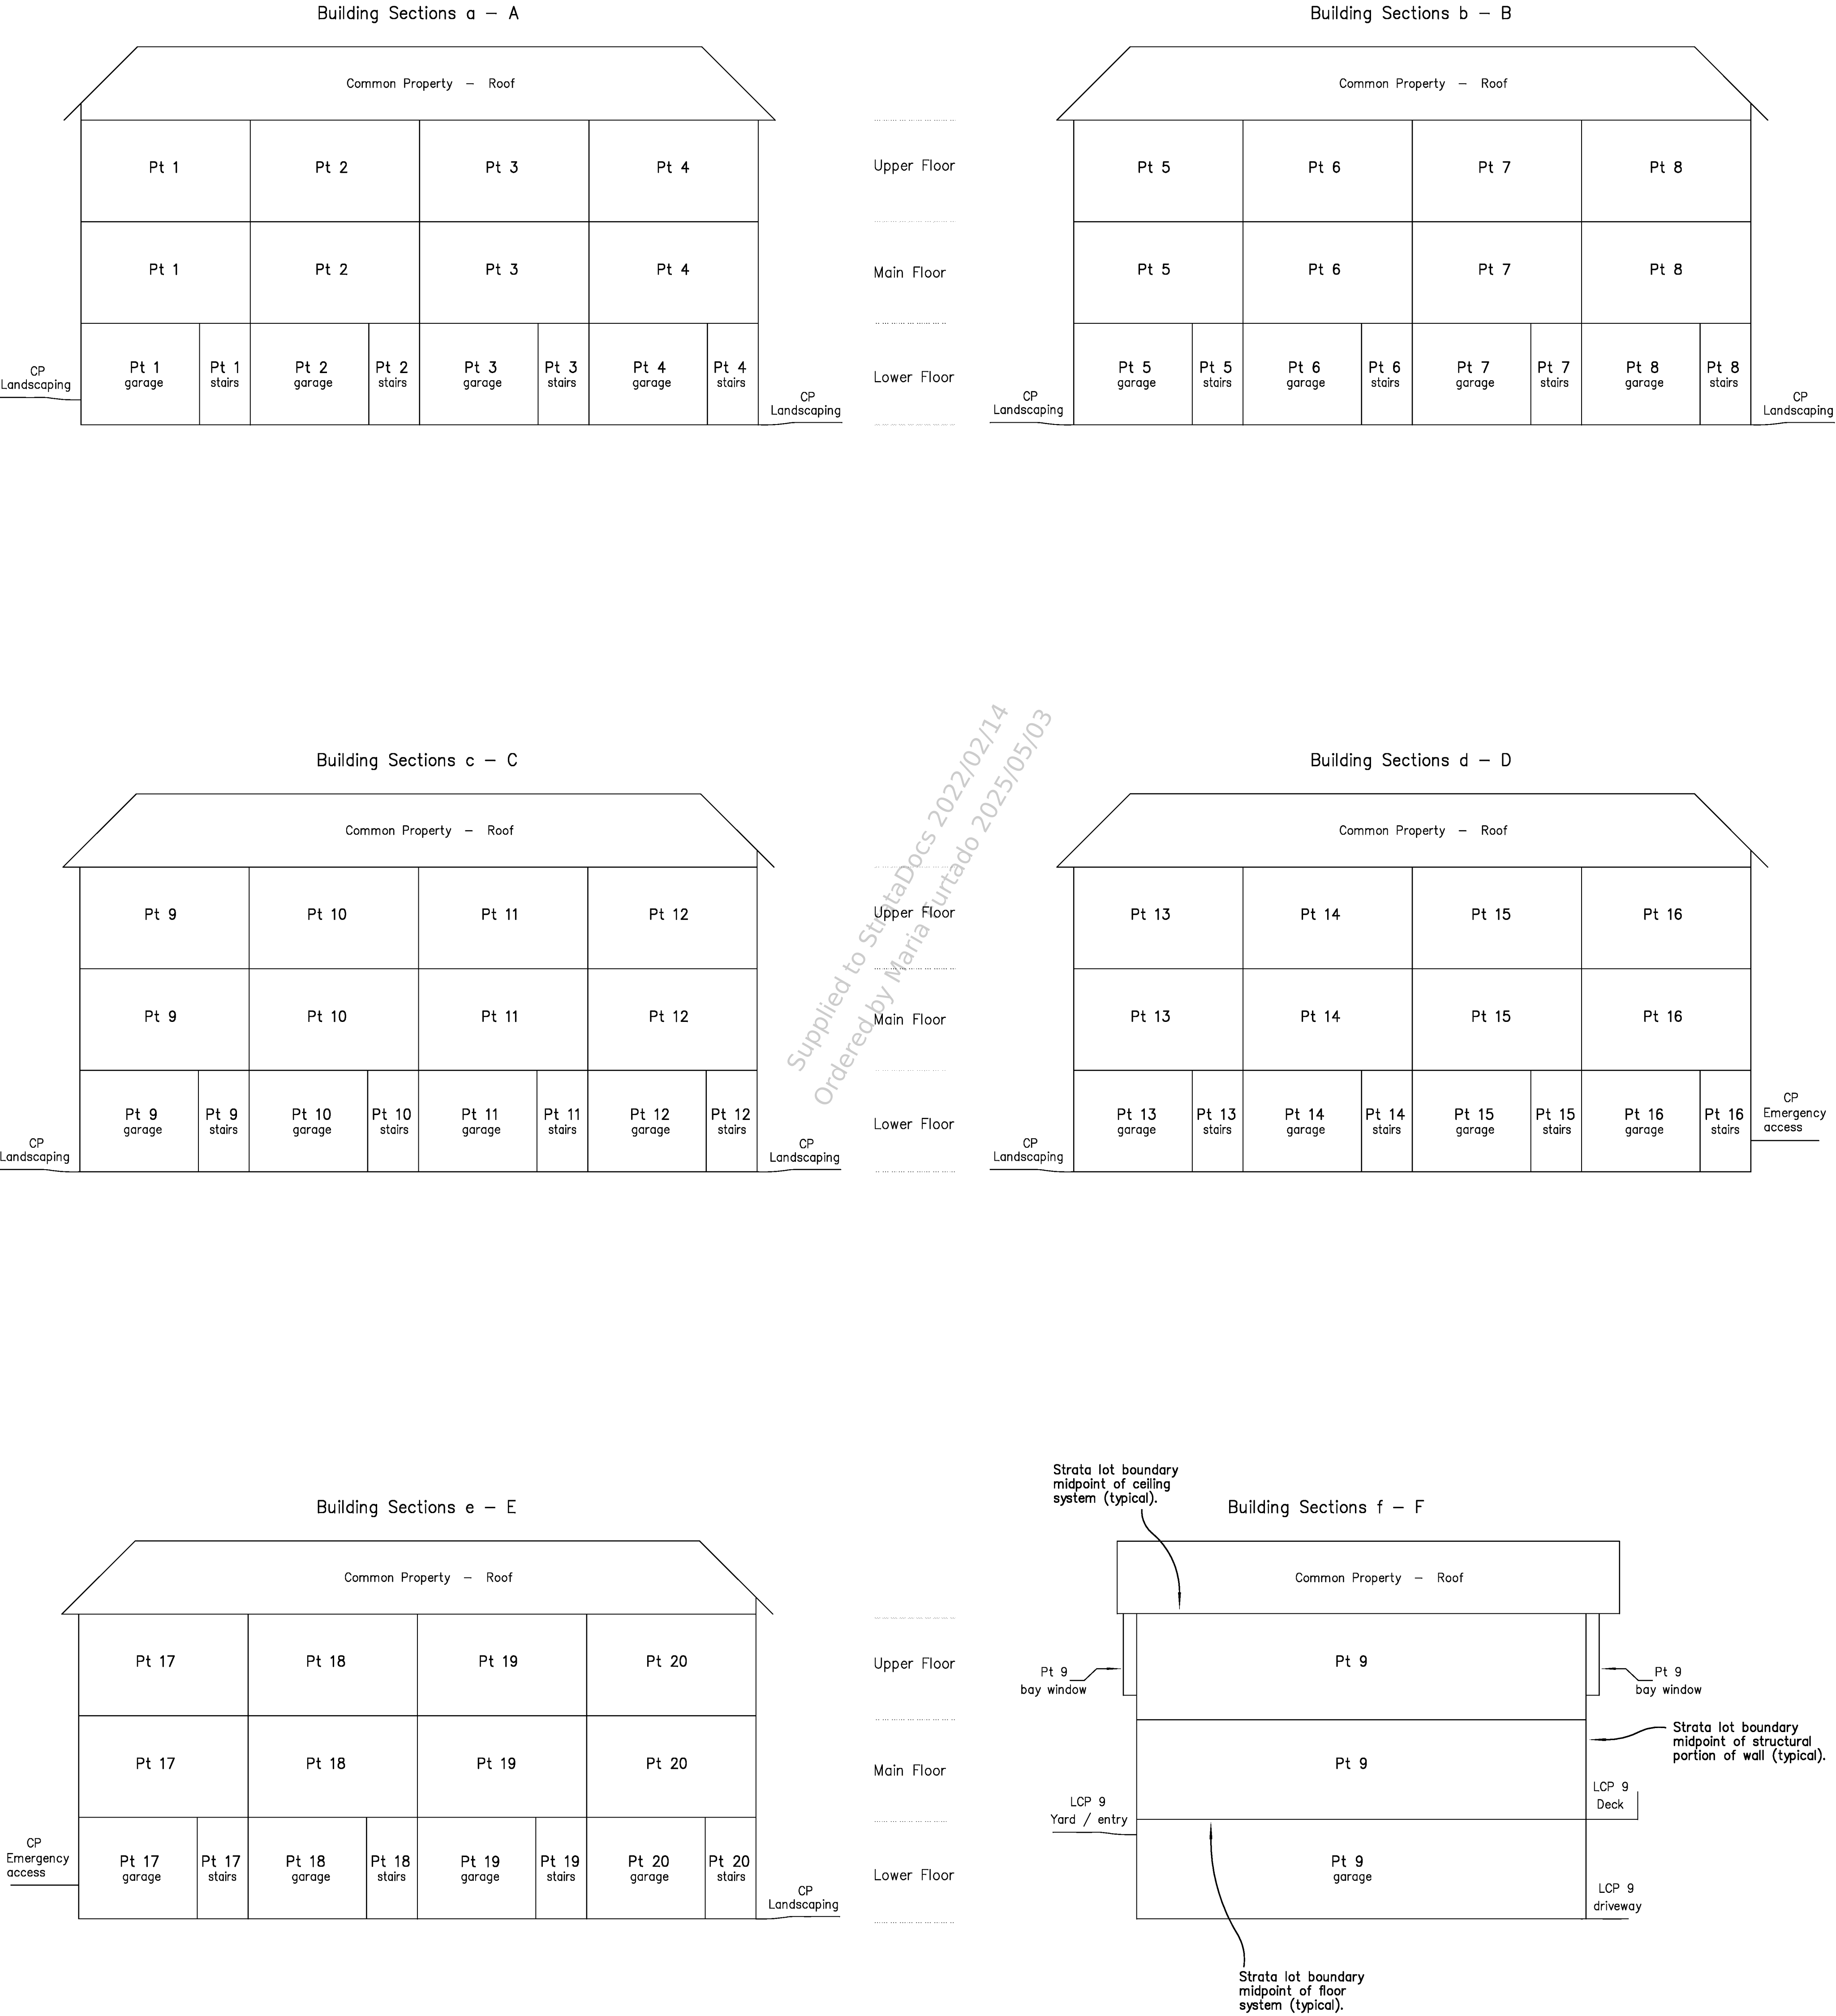 Building Sections a – A
Common Property – Roof
Pt 1
Pt 2
Pt 3
Pt 4
Pt 1
Pt 2
Pt 3
Pt 4
CP
Landscaping
Pt 1
garage
Pt 1
stairs
Pt 2
garage
Pt 2
stairs
Pt 3
garage
Pt 3
stairs
Pt 4
garage
Pt 4
stairs
CP
Landscaping
Upper Floor
Main Floor
Lower Floor
Building Sections b – B
Common Property – Roof
Pt 5
Pt 6
Pt 7
Pt 8
Pt 5
Pt 6
Pt 7
Pt 8
CP
Landscaping
Pt 5
garage
Pt 5
stairs
Pt 6
garage
Pt 6
stairs
Pt 7
garage
Pt 7
stairs
Pt 8
garage
Pt 8
stairs
CP
Landscaping
Supplied to StrataDocs 2022/02/14
Ordered by Maria Furtado 2025/05/03
Building Sections c – C
Common Property – Roof
Pt 9
Pt 10
Pt 11
Pt 12
Pt 9
Pt 10
Pt 11
Pt 12
CP
Landscaping
Pt 9
garage
Pt 9
stairs
Pt 10
garage
Pt 10
stairs
Pt 11
garage
Pt 11
stairs
Pt 12
garage
Pt 12
stairs
CP
Landscaping
Upper Floor
Main Floor
Lower Floor
Building Sections d – D
Common Property – Roof
Pt 13
Pt 14
Pt 15
Pt 16
Pt 13
Pt 14
Pt 15
Pt 16
CP
Landscaping
Pt 13
garage
Pt 13
stairs
Pt 14
garage
Pt 14
stairs
Pt 15
garage
Pt 15
stairs
Pt 16
garage
Pt 16
stairs
CP
Emergency
access
Building Sections e – E
Common Property – Roof
Pt 17
Pt 18
Pt 19
Pt 20
Pt 17
Pt 18
Pt 19
Pt 20
CP
Emergency
access
Pt 17
garage
Pt 17
stairs
Pt 18
garage
Pt 18
stairs
Pt 19
garage
Pt 19
stairs
Pt 20
garage
Pt 20
stairs
CP
Landscaping
Upper Floor
Main Floor
Lower Floor
Strata lot boundary
midpoint of ceiling
system (typical).
Building Sections f – F
Common Property – Roof
Pt 9
bay window
Pt 9
Pt 9
bay window
Strata lot boundary
midpoint of structural
portion of wall (typical).
Pt 9
LCP 9
Deck
LCP 9
Yard / entry
Pt 9
garage
LCP 9
driveway
Strata lot boundary
midpoint of floor
system (typical).